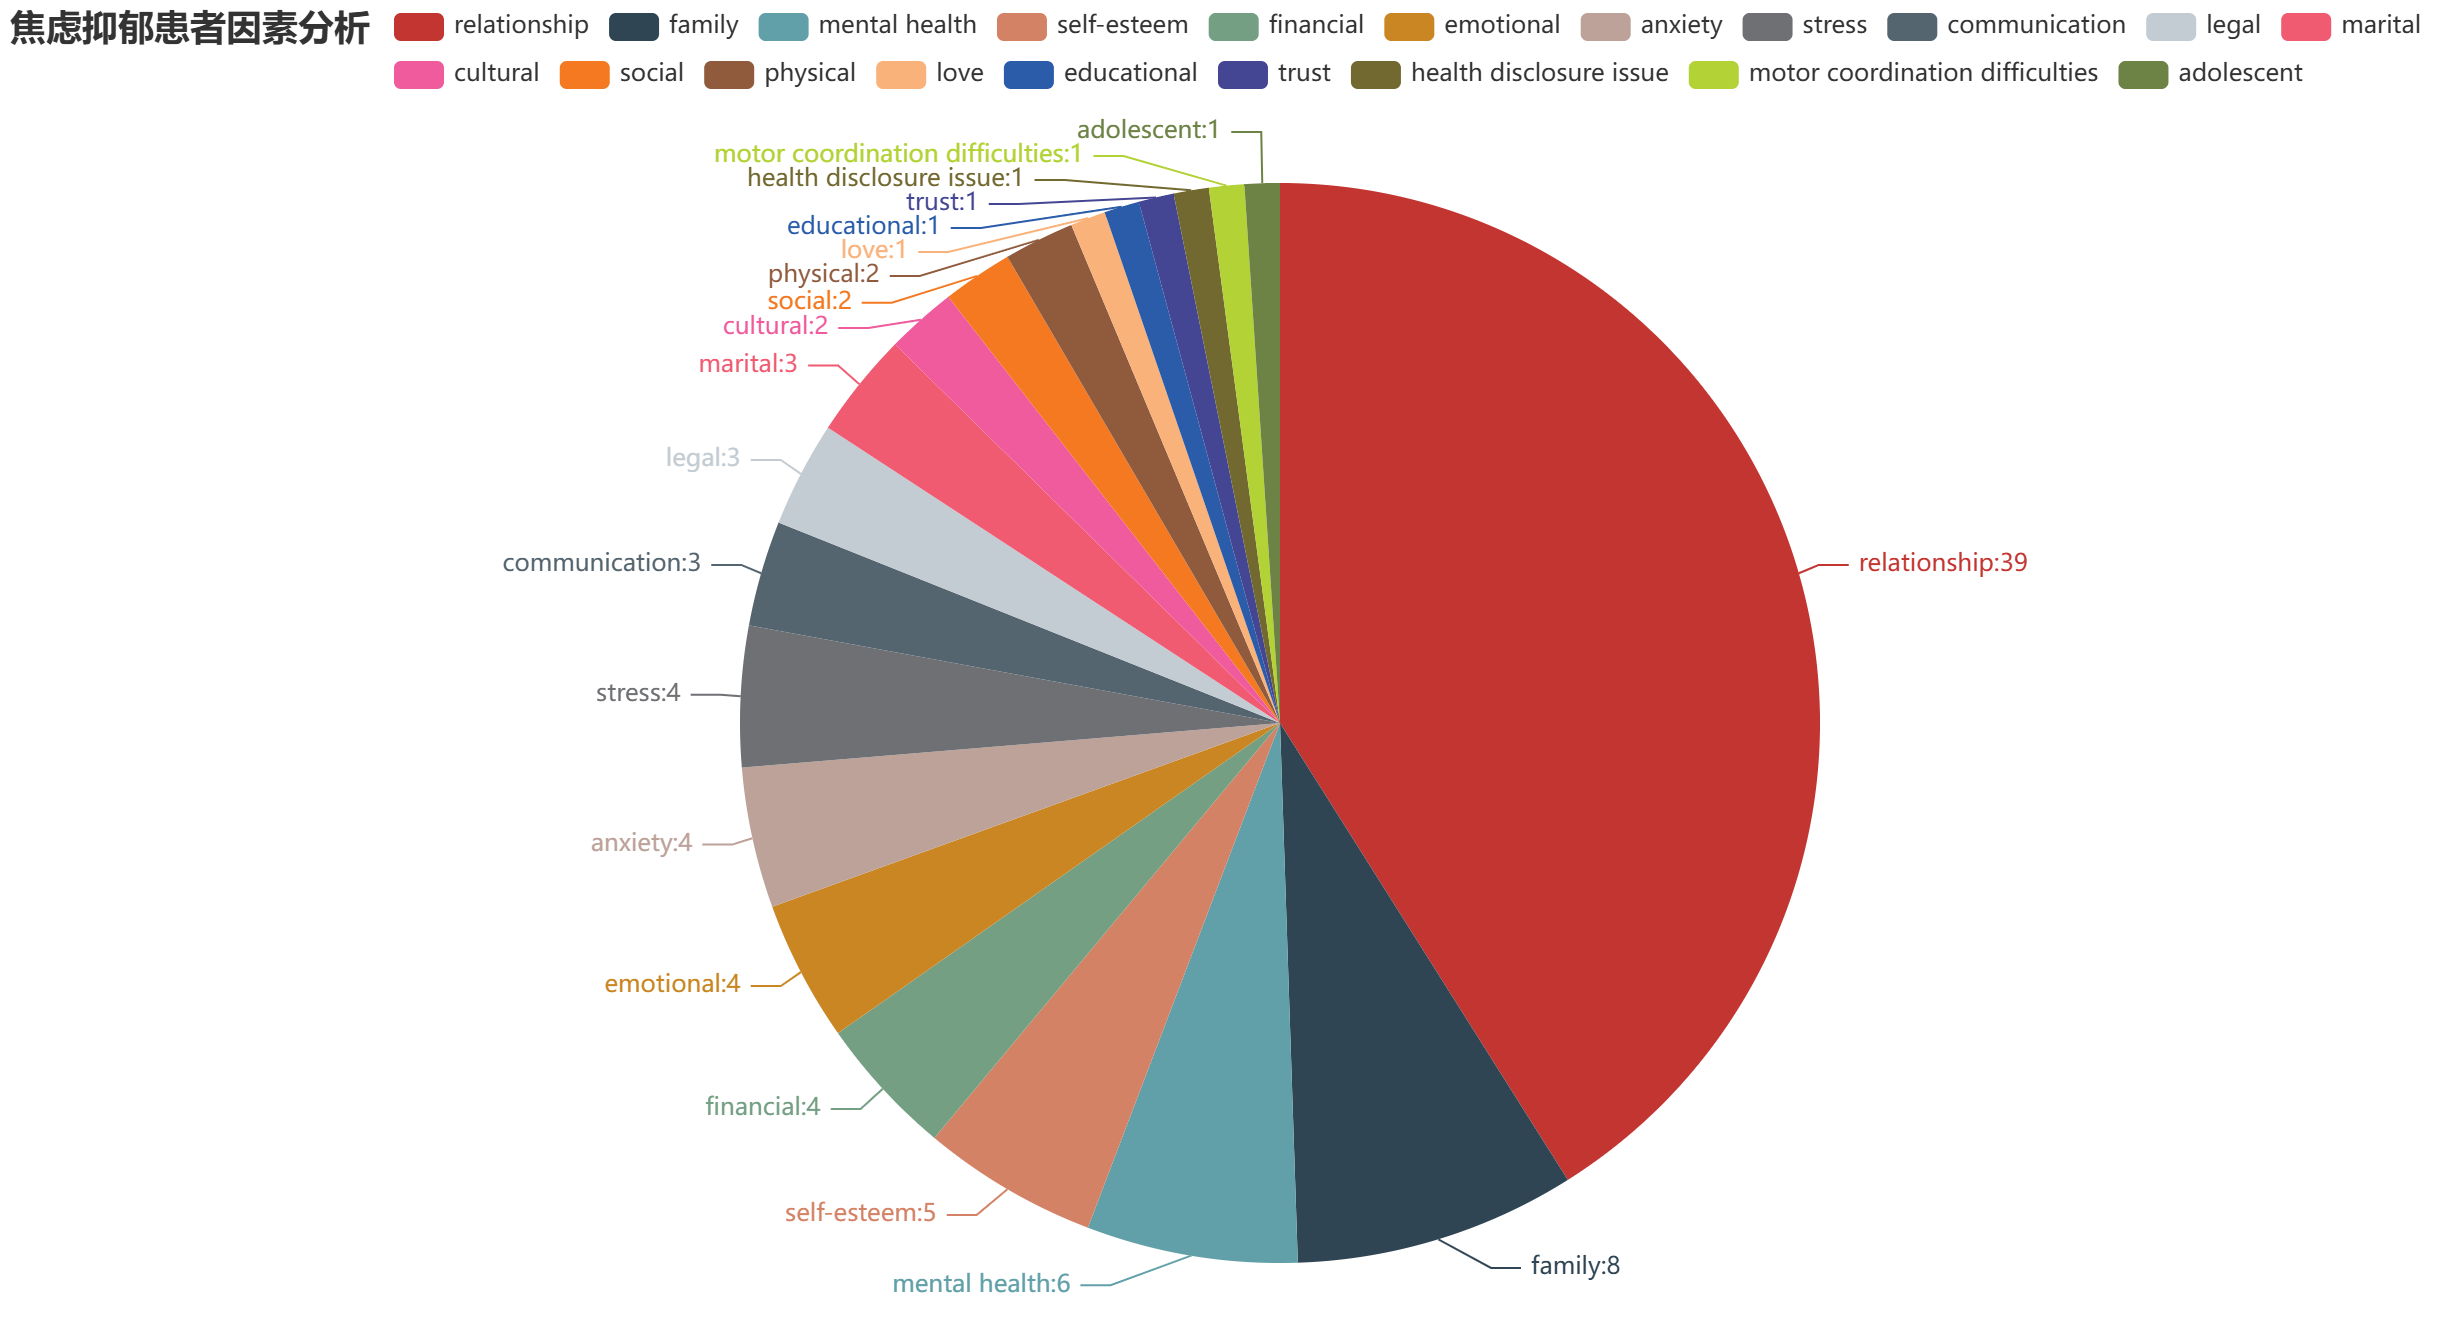 焦虑抑郁患者因素分析
relationship family mental health self-esteem financial emotional anxiety stress communication legal marital
cultural social physical love educational trust health disclosure issue motor coordination difficulties adolescent
adolescent:1
motor coordination difficulties:1
health disclosure issue:1
trust:1
educational:1
love:1
physical:2
social:2
cultural:2
marital:3
legal:3
communication:3
relationship:39
stress:4
anxiety:4
emotional:4
financial:4
self-esteem:5
family:8
mental health:6